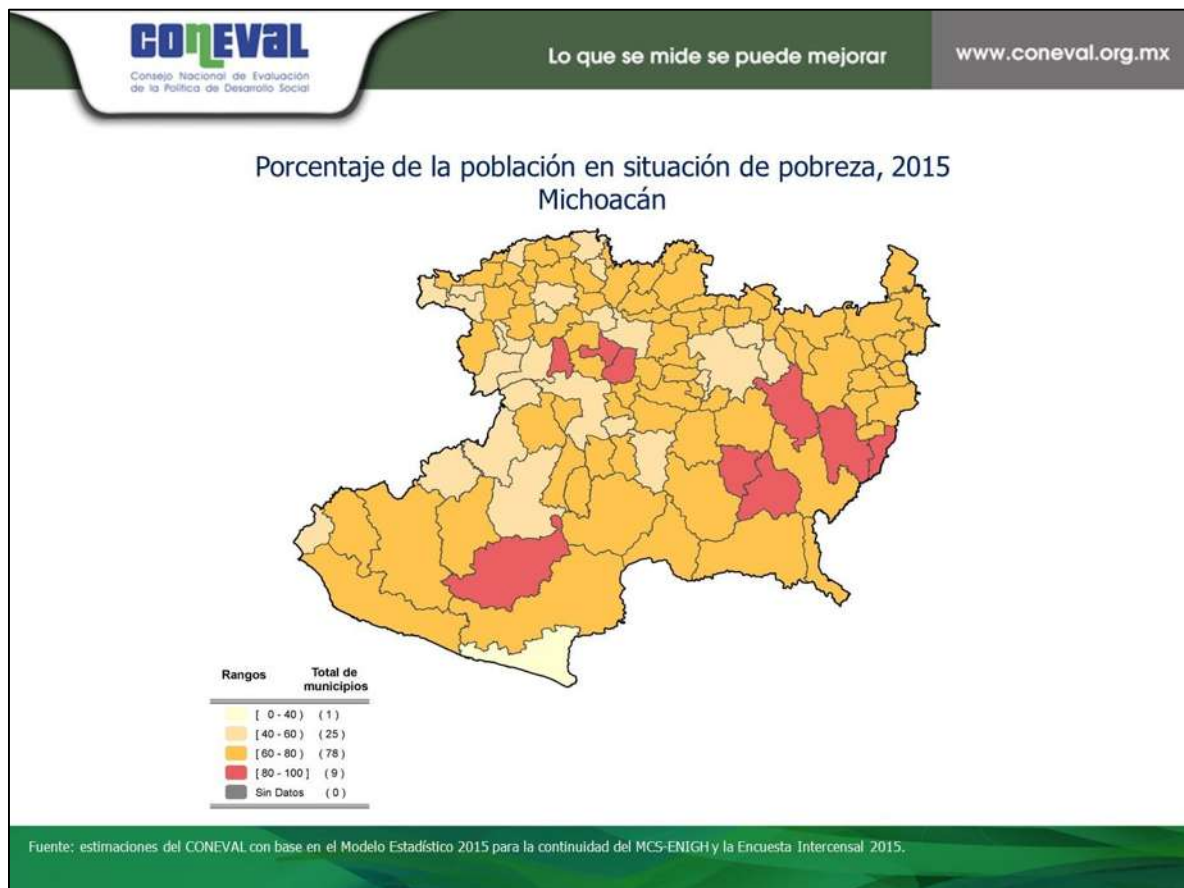 CONEVAL
Consejo Nacional de Evaluación
de la Política de Desarrollo Social
Lo que se mide se puede mejorar
www.coneval.org.mx
Porcentaje de la población en situación de pobreza, 2015
Michoacán
Rangos Total de municipios
[ 0 - 40 ) ( 1 )
[ 40 - 60 ) ( 25 )
[ 60 - 80 ) ( 78 )
[ 80 - 100 ] ( 9 )
Sin Datos ( 0 )
Fuente: estimaciones del CONEVAL con base en el Modelo Estadístico 2015 para la continuidad del MCS-ENIGH y la Encuesta Intercensal 2015.